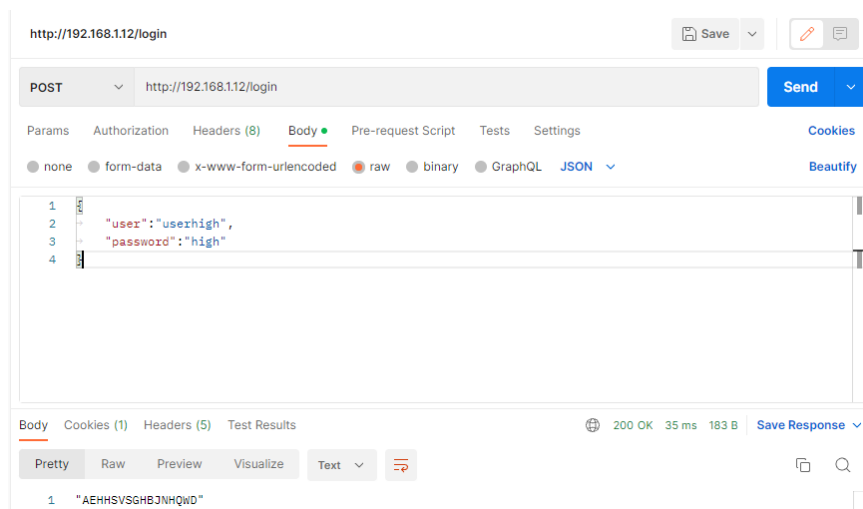 http://192.168.1.12/login Save
POST http://192.168.1.12/login Send
Params Authorization Headers (8) Body Pre-request Script Tests Settings Cookies
none form-data x-www-form-urlencoded raw binary GraphQL JSON Beautify
1 {
2 "user":"userhigh",
3 "password":"high"
4 }
Body Cookies (1) Headers (5) Test Results 200 OK 35 ms 183 B Save Response
Pretty Raw Preview Visualize Text
1 "AEHHSVSGHBJNHQWD"